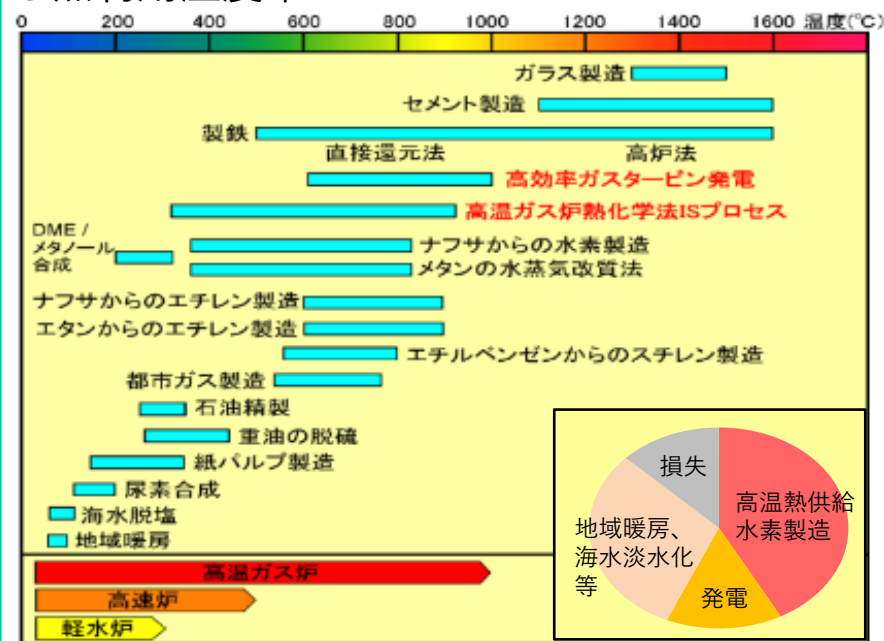 0 200 400 600 800 1000 1200 1400 1600 温度(℃)
ガラス製造
セメント製造
製鉄
直接還元法 高炉法
高効率ガスタービン発電
高温ガス炉熱化学法ISプロセス
DME /
メタノール
合成
ナフサからの水素製造
メタンの水蒸気改質法
ナフサからのエチレン製造
エタンからのエチレン製造
エチルベンゼンからのスチレン製造
都市ガス製造
石油精製
重油の脱硫
紙パルプ製造
尿素合成
海水脱塩
地域暖房
高温ガス炉
高速炉
軽水炉
損失
高温熱供給
水素製造
地域暖房、
海水淡水化
等
発電